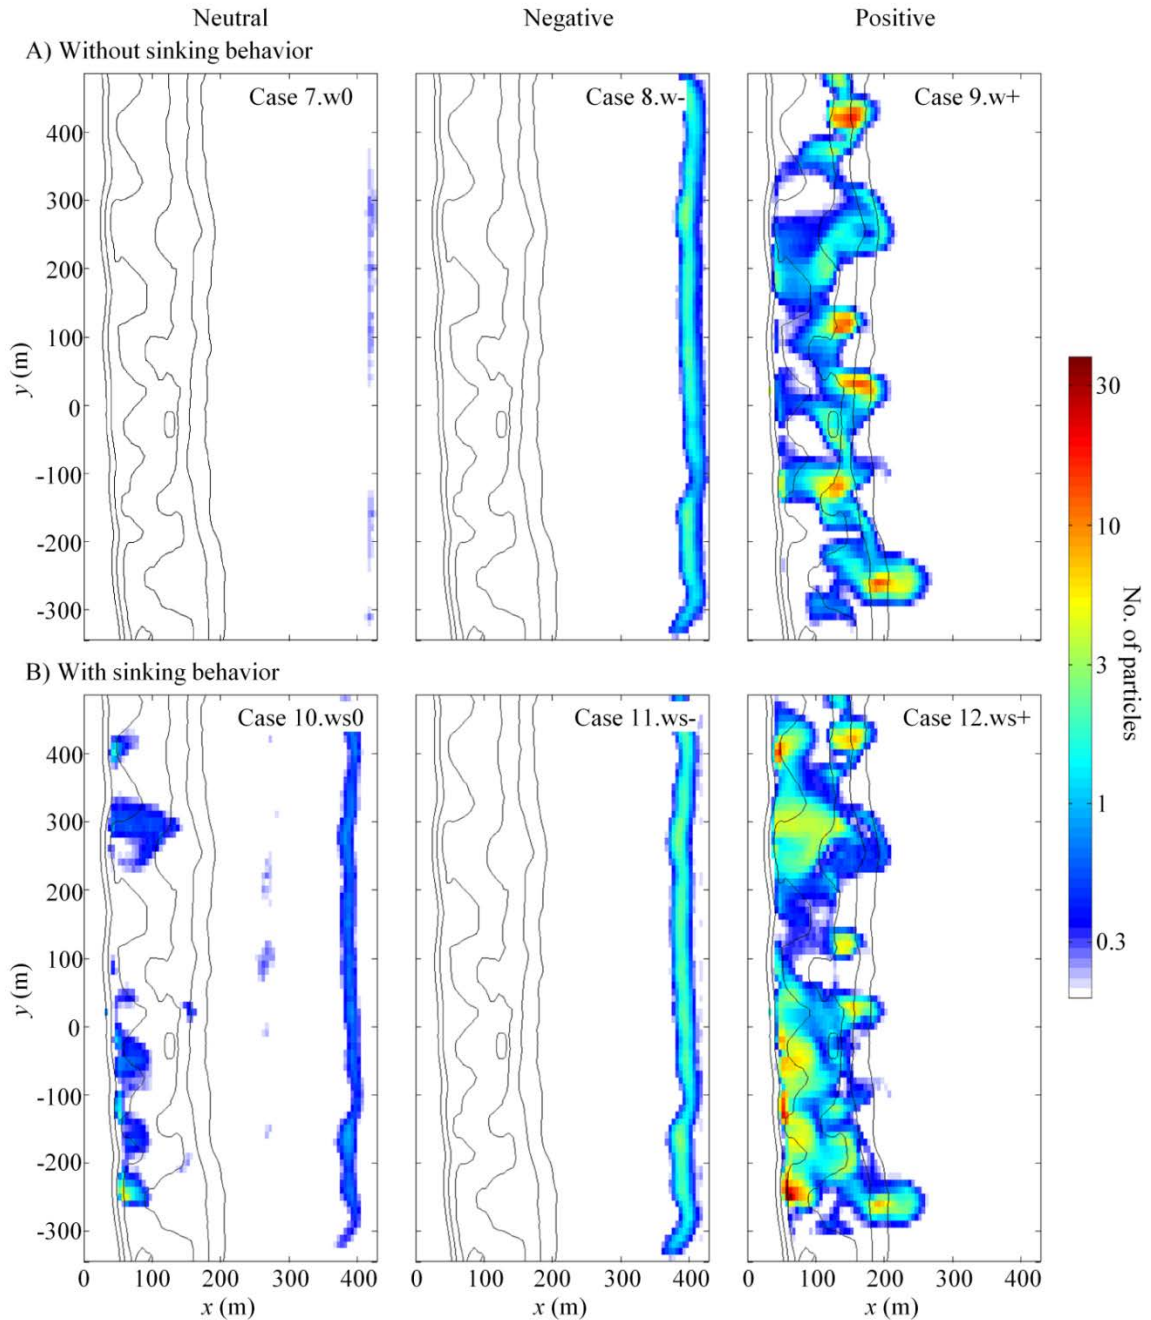 Neutral Negative Positive
A) Without sinking behavior
Case 7.w0 Case 8.w- Case 9.w+
400
300
200
100
0
-100
-200
-300
y (m)
B) With sinking behavior
Case 10.ws0 Case 11.ws- Case 12.ws+
400
300
200
100
0
-100
-200
-300
y (m)
0 100 200 300 400 0 100 200 300 400 0 100 200 300 400
x (m) x (m) x (m)
30
10
3
1
0.3
No. of particles